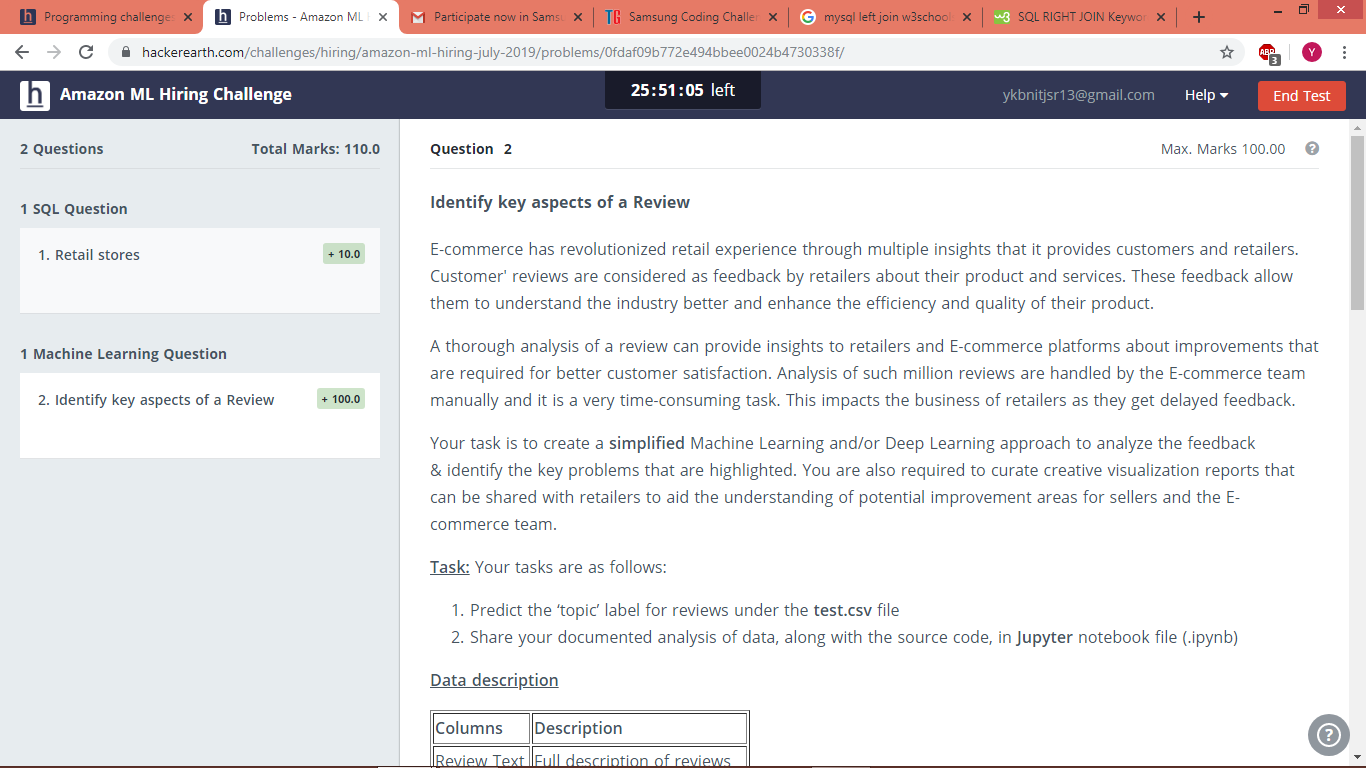 Programming challenges
Problems - Amazon ML H
Participate now in Samsu
TG Samsung Coding Challen
mysql left join w3school
SQL RIGHT JOIN Keywor
hackerearth.com/challenges/hiring/amazon-ml-hiring-july-2019/problems/0fdaf09b772e494bbee0024b4730338f/
ABP
3
Y
h
Amazon ML Hiring Challenge
25:51:05 left
ykbnitjsr13@gmail.com
Help
End Test
2 Questions
Total Marks: 110.0
1 SQL Question
1. Retail stores
+ 10.0
1 Machine Learning Question
2. Identify key aspects of a Review
+ 100.0
Question 2
Max. Marks 100.00
?
Identify key aspects of a Review
E-commerce has revolutionized retail experience through multiple insights that it provides customers and retailers.
Customer' reviews are considered as feedback by retailers about their product and services. These feedback allow
them to understand the industry better and enhance the efficiency and quality of their product.
A thorough analysis of a review can provide insights to retailers and E-commerce platforms about improvements that
are required for better customer satisfaction. Analysis of such million reviews are handled by the E-commerce team
manually and it is a very time-consuming task. This impacts the business of retailers as they get delayed feedback.
Your task is to create a simplified Machine Learning and/or Deep Learning approach to analyze the feedback
& identify the key problems that are highlighted. You are also required to curate creative visualization reports that
can be shared with retailers to aid the understanding of potential improvement areas for sellers and the E-
commerce team.
Task: Your tasks are as follows:
1. Predict the ‘topic’ label for reviews under the test.csv file
2. Share your documented analysis of data, along with the source code, in Jupyter notebook file (.ipynb)
Data description
Columns
Description
Review Text
Full description of reviews
?